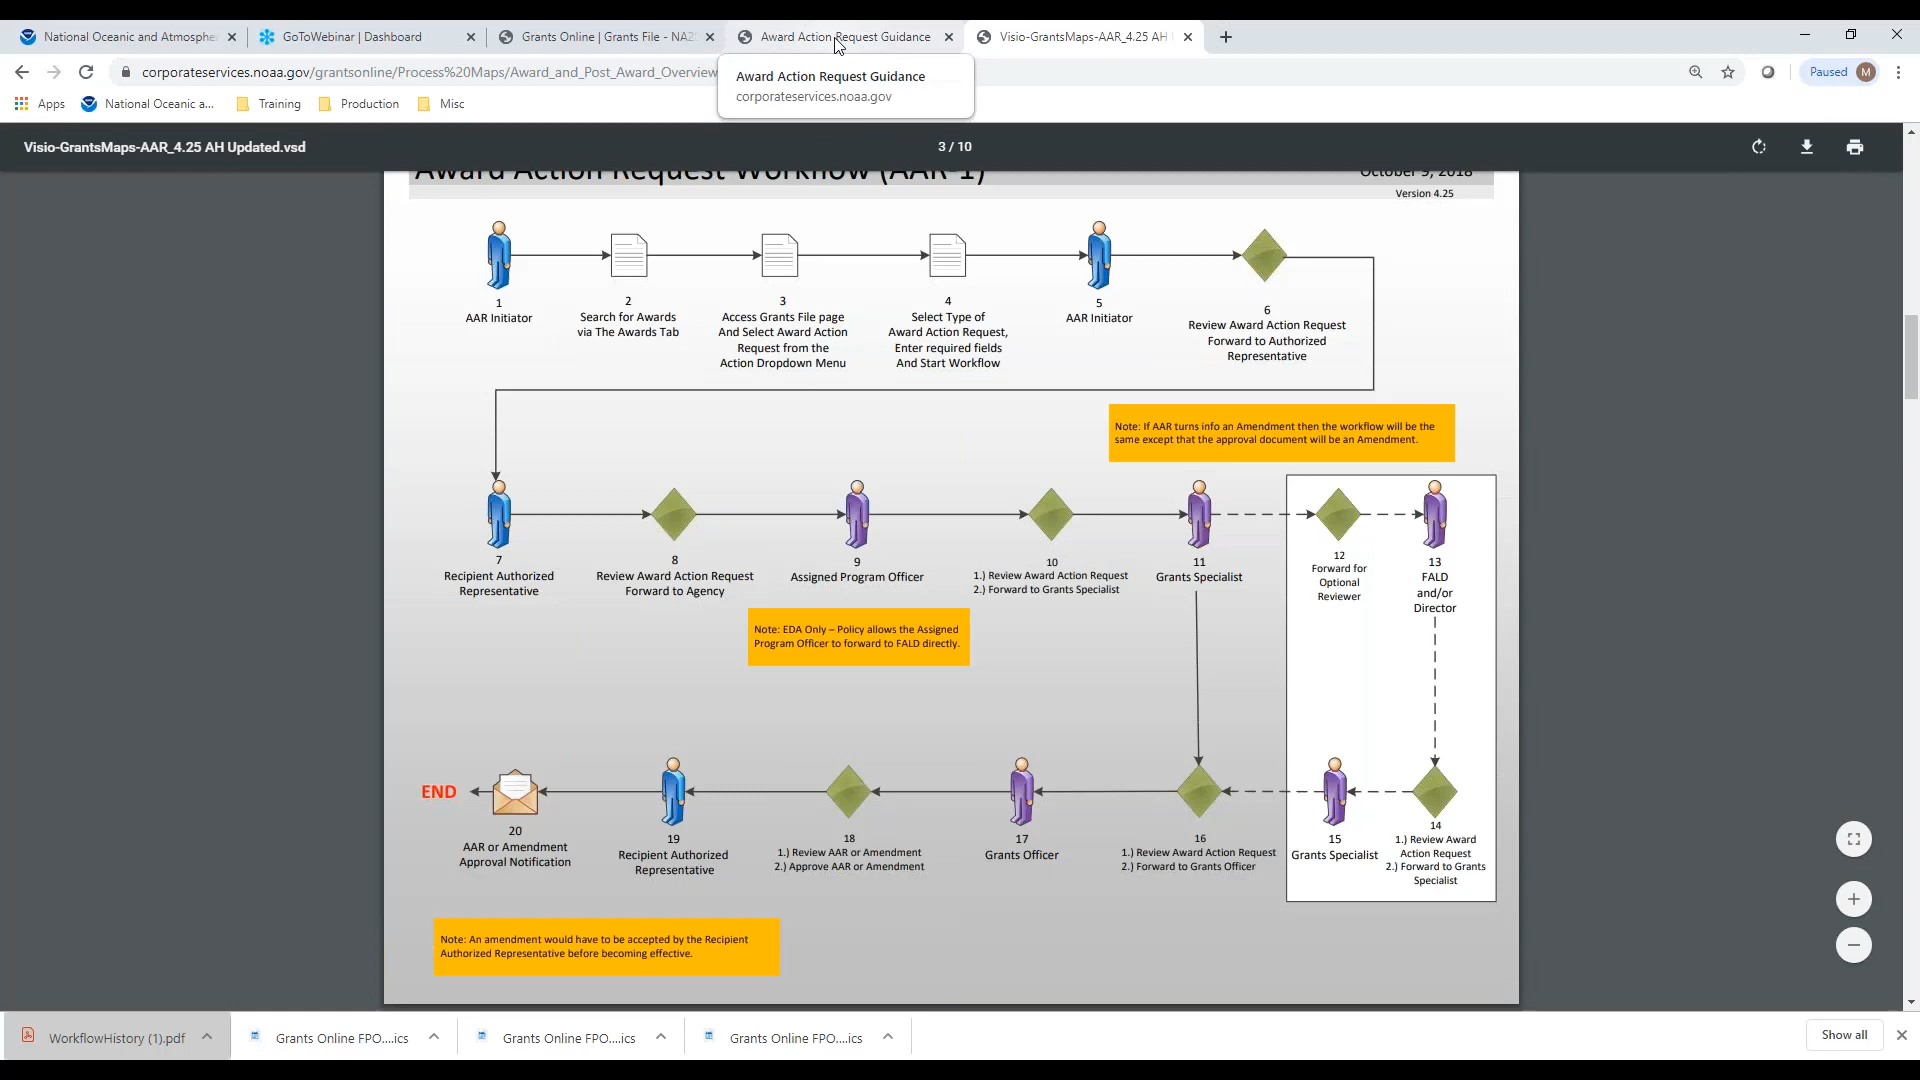 National Oceanic and Atmosphe
GoToWebinar | Dashboard
Grants Online | Grants File - NA2
Award Action Request Guidance
Visio-GrantsMaps-AAR_4.25 AH
corporateservices.noaa.gov/grantsonline/Process%20Maps/Award_and_Post_Award_Overview
Paused M
Award Action Request Guidance
corporateservices.noaa.gov
Apps
National Oceanic a...
Training
Production
Misc
Visio-GrantsMaps-AAR_4.25 AH Updated.vsd
3 / 10
Award Action Request Workflow (AAR-1)
October 9, 2018
Version 4.25
1
AAR Initiator
2
Search for Awards
via The Awards Tab
3
Access Grants File page
And Select Award Action
Request from the
Action Dropdown Menu
4
Select Type of
Award Action Request,
Enter required fields
And Start Workflow
5
AAR Initiator
6
Review Award Action Request
Forward to Authorized
Representative
Note: If AAR turns info an Amendment then the workflow will be the
same except that the approval document will be an Amendment.
7
Recipient Authorized
Representative
8
Review Award Action Request
Forward to Agency
9
Assigned Program Officer
10
1.) Review Award Action Request
2.) Forward to Grants Specialist
11
Grants Specialist
12
Forward for
Optional
Reviewer
13
FALD
and/or
Director
Note: EDA Only – Policy allows the Assigned
Program Officer to forward to FALD directly.
END
20
AAR or Amendment
Approval Notification
19
Recipient Authorized
Representative
18
1.) Review AAR or Amendment
2.) Approve AAR or Amendment
17
Grants Officer
16
1.) Review Award Action Request
2.) Forward to Grants Officer
15
Grants Specialist
14
1.) Review Award
Action Request
2.) Forward to Grants
Specialist
Note: An amendment would have to be accepted by the Recipient
Authorized Representative before becoming effective.
WorkflowHistory (1).pdf
Grants Online FPO....ics
Grants Online FPO....ics
Grants Online FPO....ics
Show all